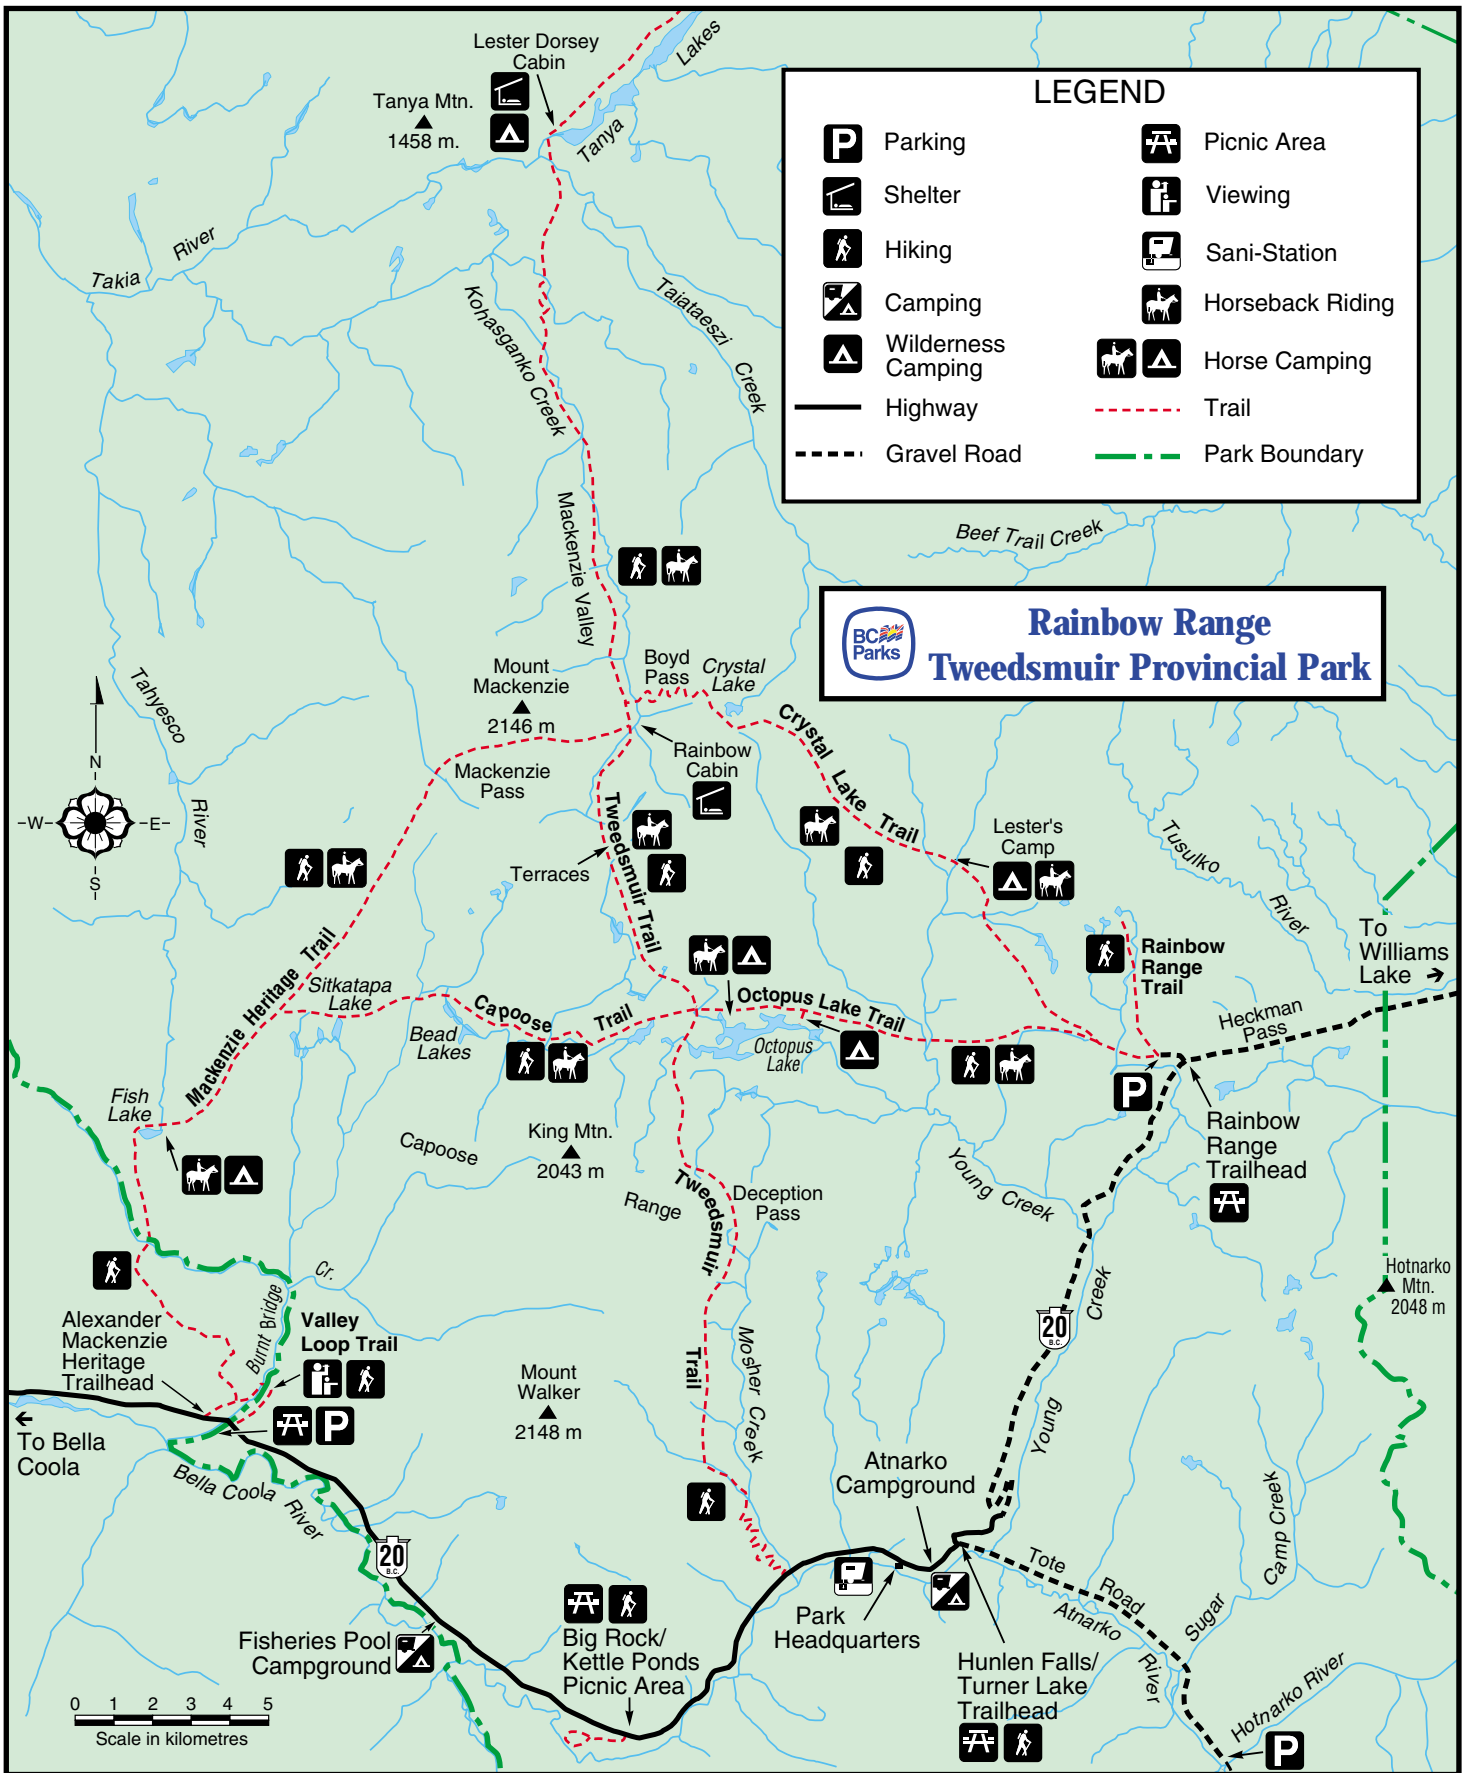 Lester Dorsey
Cabin
Lakes
Tanya
Tanya Mtn.
1458 m.
LEGEND
Parking
Shelter
Hiking
Camping
Wilderness
Camping
Highway
Gravel Road
Picnic Area
Viewing
Sani-Station
Horseback Riding
Horse Camping
Trail
Park Boundary
Takia
River
Kohasganko Creek
Taiataeszi
Creek
Beef Trail Creek
BC
Parks
Rainbow Range
Tweedsmuir Provincial Park
Mackenzie Valley
Boyd
Pass
Crystal
Lake
Mount
Mackenzie
2146 m
Rainbow
Cabin
Mackenzie
Pass
Crystal Lake Trail
Tahyesco
River
N
W
E
S
Terraces
Tweedsmuir Trail
Lester's
Camp
Tusulko
River
To
Williams
Lake
Rainbow
Range
Trail
Heckman
Pass
Mackenzie Heritage Trail
Sitkatapa
Lake
Capoose Trail
Octopus Lake Trail
Bead
Lakes
Octopus
Lake
P
Fish
Lake
Capoose
King Mtn.
2043 m
Range
Deception
Pass
Tweedsmuir
Trail
Young Creek
Rainbow
Range
Trailhead
Hotnarko
Mtn.
2048 m
Cr.
Burnt Bridge
Valley
Loop Trail
Alexander
Mackenzie
Heritage
Trailhead
P
20
B.C.
Creek
Young
Mosher Creek
Mount
Walker
2148 m
To Bella
Coola
Bella Coola
River
20
B.C.
Atnarko
Campground
Camp Creek
Sugar
Tote
Road
Atnarko
River
Park
Headquarters
Fisheries Pool
Campground
Big Rock/
Kettle Ponds
Picnic Area
Hunlen Falls/
Turner Lake
Trailhead
Hotnarko River
P
0 1 2 3 4 5
Scale in kilometres